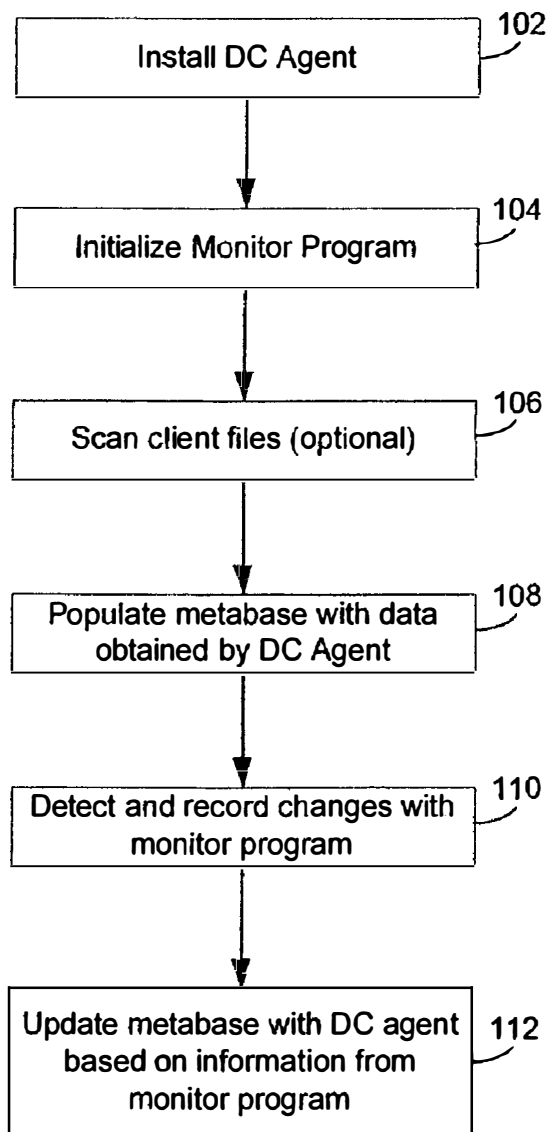 102
Install DC Agent
104
Initialize Monitor Program
106
Scan client files (optional)
108
Populate metabase with data
obtained by DC Agent
110
Detect and record changes with
monitor program
Update metabase with DC agent
112
based on information from
monitor program